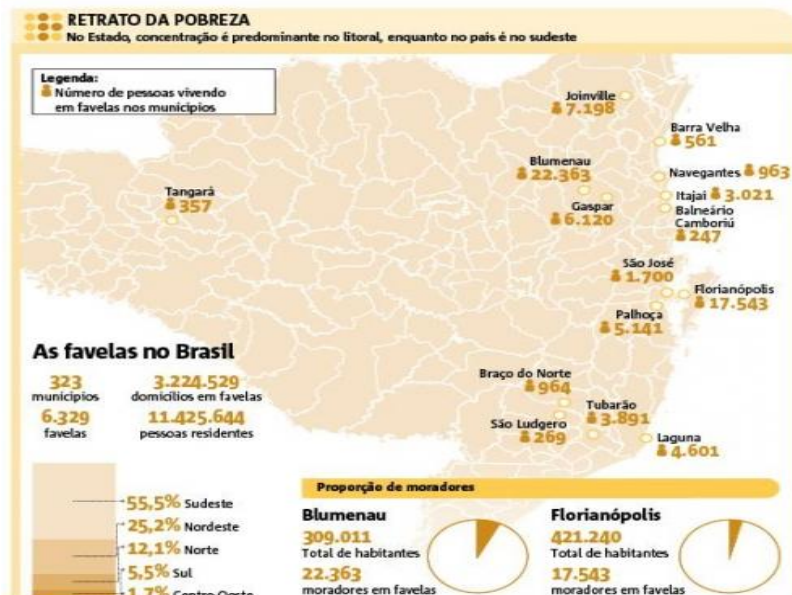 RETRATO DA POBREZA
No Estado, concentração é predominante no litoral, enquanto no país é no sudeste
Legenda:
Número de pessoas vivendo
em favelas nos municípios
Joinville
7.198
Barra Velha
561
Blumenau
22.363
Navegantes 963
Tangará
357
Itajaí 3.021
Gaspar
6.120
Balneário
Camboriú
247
São José
1.700
Florianópolis
17.543
Palhoça
5.141
As favelas no Brasil
323
municípios
3.224.529
domicílios em favelas
6.329
favelas
11.425.644
pessoas residentes
Braço do Norte
964
Tubarão
3.891
São Ludgero
269
Laguna
4.601
55,5% Sudeste
25,2% Nordeste
12,1% Norte
5,5% Sul
1,7% Centro Oeste
Proporção de moradores
Blumenau
309.011
Total de habitantes
22.363
moradores em favelas
Florianópolis
421.240
Total de habitantes
17.543
moradores em favelas